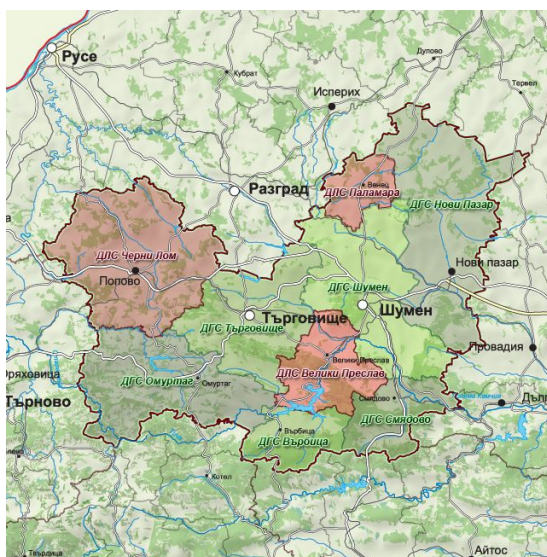 Русе
Кубрат
Дулово
Исперих
Тервел
Разград
Венец
ДЛС Паламара
ДГС Нови Пазар
ДЛС Черни Лом
Попово
Нови пазар
ДГС Шумен
Търговище
Шумен
ДГС Търговище
Велики Преслав
Провадия
ДЛС Велики Преслав
ДГС Омуртаг
Омуртаг
Смядово
Търново
ДГС Смядово
Върбица
ДГС Върбица
Котел
Твърдица
Айтос